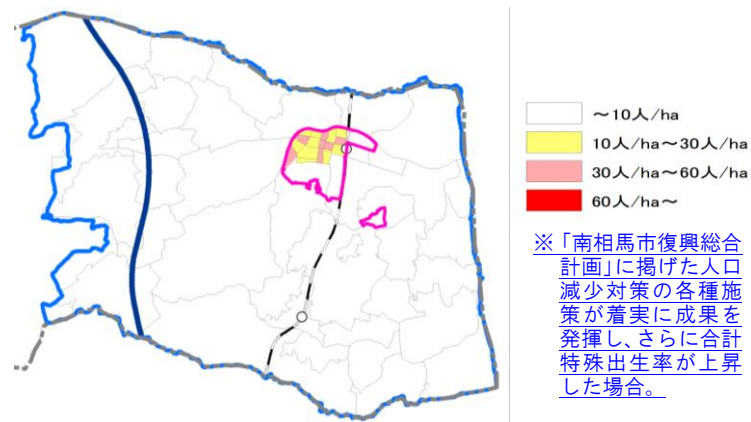 ～10人/ha
10人/ha～30人/ha
30人/ha～60人/ha
60人/ha～
※「南相馬市復興総合
計画」に掲げた人口
減少対策の各種施
策が着実に成果を
発揮し、さらに合計
特殊出生率が上昇
した場合。